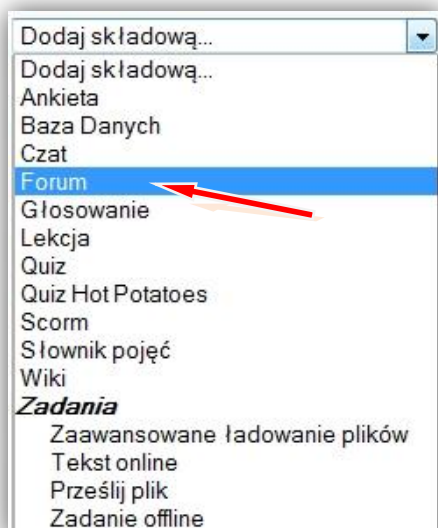 Dodaj składową...
Dodaj składową...
Ankieta
Baza Danych
Czat
Forum
Głosowanie
Lekcja
Quiz
Quiz Hot Potatoes
Scorm
Słownik pojęć
Wiki
Zadania
Zaawansowane ładowanie plików
Tekst online
Prześlij plik
Zadanie offline